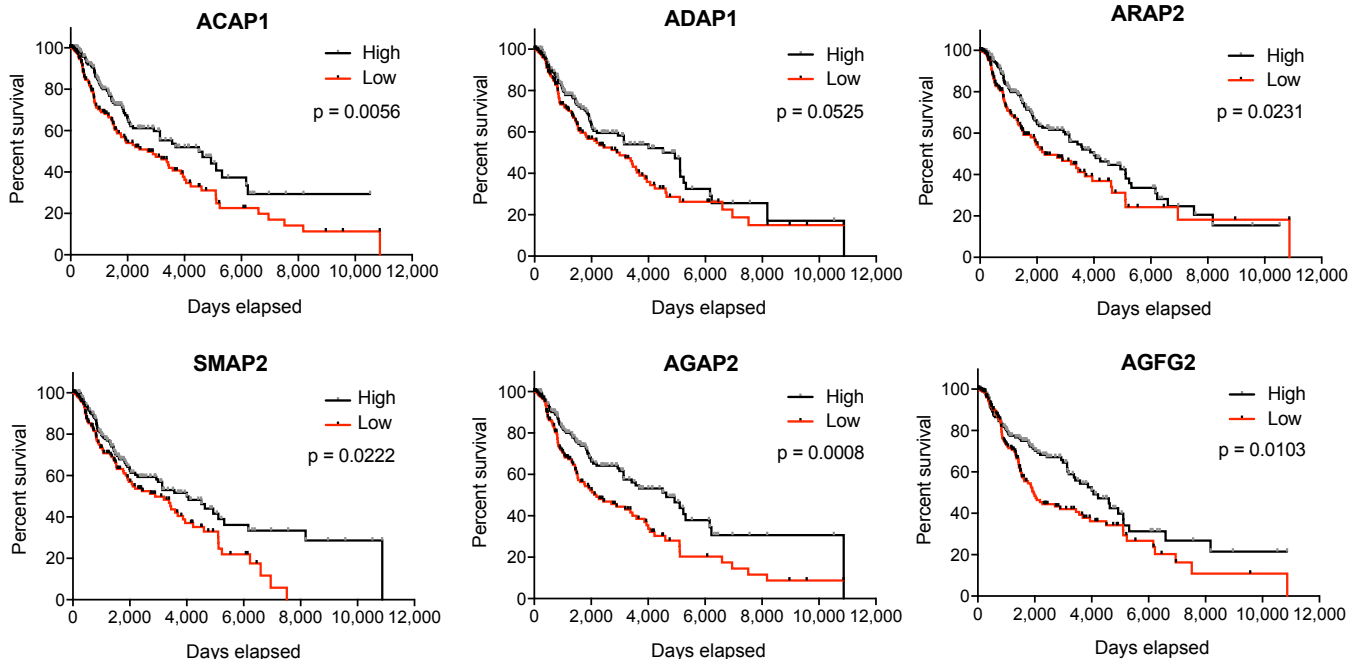 ACAP1
High
Low
p = 0.0056
Percent survival
100
80
60
40
20
0
0 2,000 4,000 6,000 8,000 10,000 12,000
Days elapsed
ADAP1
High
Low
p = 0.0525
Percent survival
100
80
60
40
20
0
0 2,000 4,000 6,000 8,000 10,000 12,000
Days elapsed
ARAP2
High
Low
p = 0.0231
Percent survival
100
80
60
40
20
0
0 2,000 4,000 6,000 8,000 10,000 12,000
Days elapsed
SMAP2
High
Low
p = 0.0222
Percent survival
100
80
60
40
20
0
0 2,000 4,000 6,000 8,000 10,000 12,000
Days elapsed
AGAP2
High
Low
p = 0.0008
Percent survival
100
80
60
40
20
0
0 2,000 4,000 6,000 8,000 10,000 12,000
Days elapsed
AGFG2
High
Low
p = 0.0103
Percent survival
100
80
60
40
20
0
0 2,000 4,000 6,000 8,000 10,000 12,000
Days elapsed